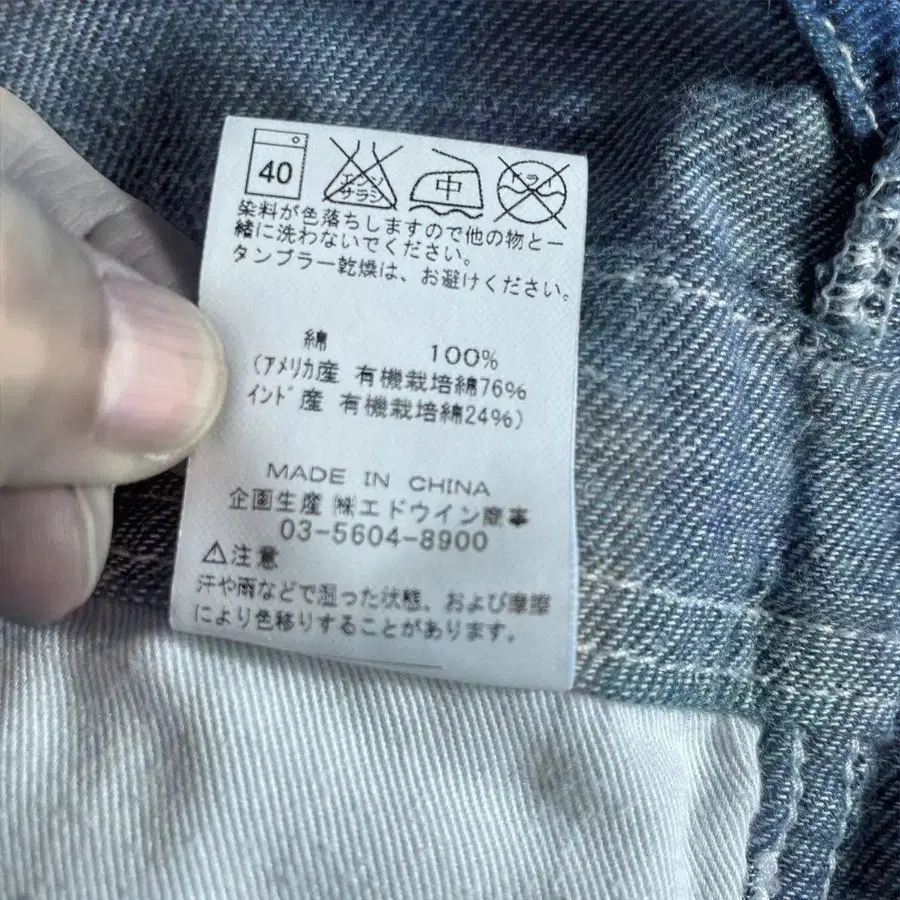 40
エンソ
サラシ
中
ドライ
染料が色落ちしますので他の物と一
緒に洗わないでください。
タンブラー乾燥は、お避けください。
綿 100%
(アメリカ産 有機栽培綿76%
インド産 有機栽培綿24%)
MADE IN CHINA
企画生産 ㈱エドウイン商事
03-5604-8900
⚠注意
汗や雨などで湿った状態、および摩擦
により色移りすることがあります。